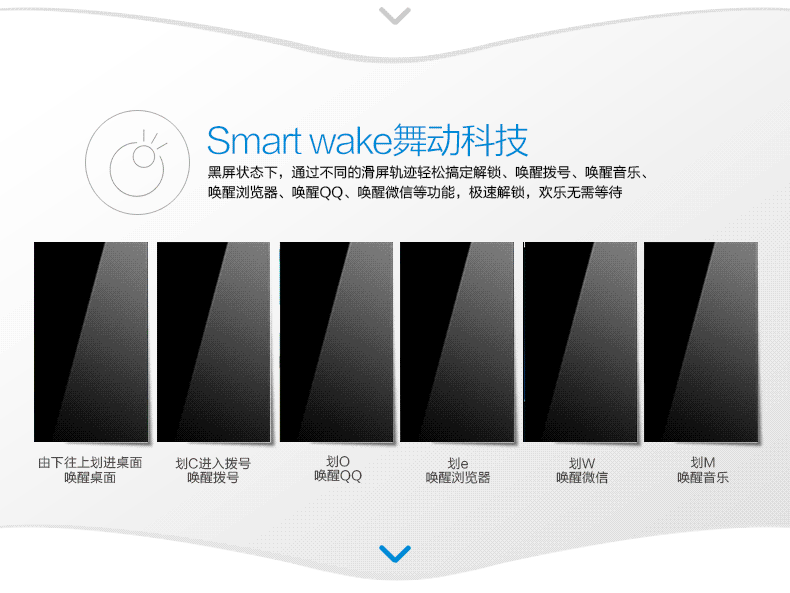 Smart wake舞动科技
黑屏状态下，通过不同的滑屏轨迹轻松搞定解锁、唤醒拨号、唤醒音乐、
唤醒浏览器、唤醒QQ、唤醒微信等功能，极速解锁，欢乐无需等待
由下往上划进桌面
唤醒桌面
划C进入拨号
唤醒拨号
划O
唤醒QQ
划e
唤醒浏览器
划W
唤醒微信
划M
唤醒音乐